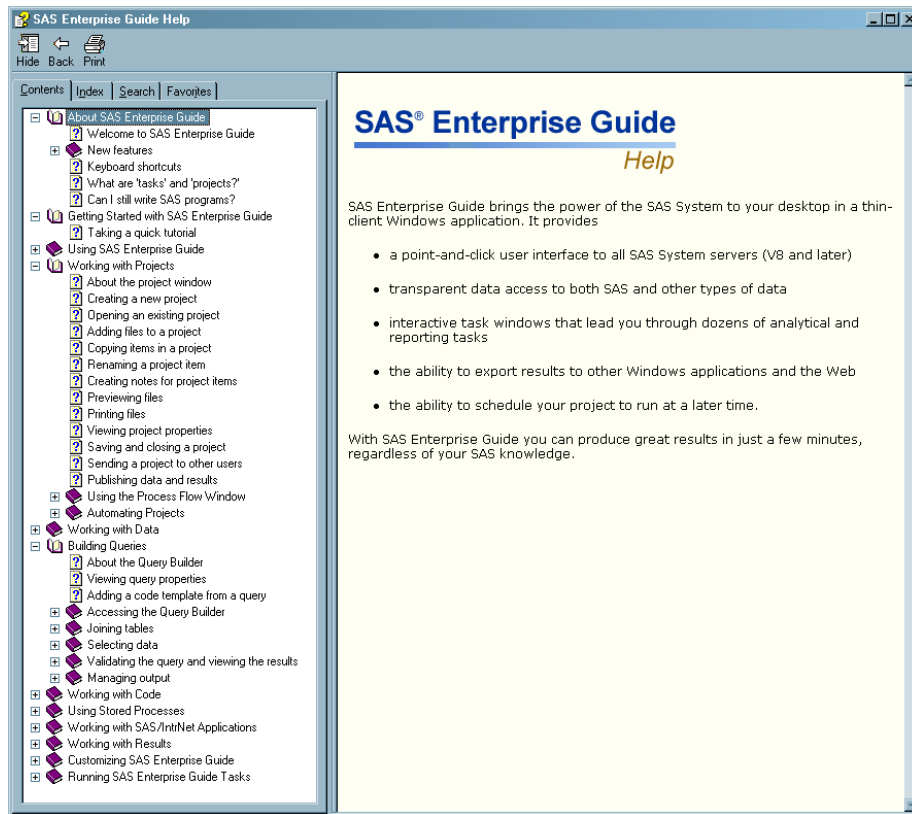 SAS Enterprise Guide Help
Hide Back Print
Contents Index Search Favorites
About SAS Enterprise Guide
Welcome to SAS Enterprise Guide
New features
Keyboard shortcuts
What are 'tasks' and 'projects?'
Can I still write SAS programs?
Getting Started with SAS Enterprise Guide
Taking a quick tutorial
Using SAS Enterprise Guide
Working with Projects
About the project window
Creating a new project
Opening an existing project
Adding files to a project
Copying items in a project
Renaming a project item
Creating notes for project items
Previewing files
Printing files
Viewing project properties
Saving and closing a project
Sending a project to other users
Publishing data and results
Using the Process Flow Window
Automating Projects
Working with Data
Building Queries
About the Query Builder
Viewing query properties
Adding a code template from a query
Accessing the Query Builder
Joining tables
Selecting data
Validating the query and viewing the results
Managing output
Working with Code
Using Stored Processes
Working with SAS/IntrNet Applications
Working with Results
Customizing SAS Enterprise Guide
Running SAS Enterprise Guide Tasks
SAS® Enterprise Guide
Help
SAS Enterprise Guide brings the power of the SAS System to your desktop in a thin-
client Windows application. It provides
• a point-and-click user interface to all SAS System servers (V8 and later)
• transparent data access to both SAS and other types of data
• interactive task windows that lead you through dozens of analytical and
reporting tasks
• the ability to export results to other Windows applications and the Web
• the ability to schedule your project to run at a later time.
With SAS Enterprise Guide you can produce great results in just a few minutes,
regardless of your SAS knowledge.